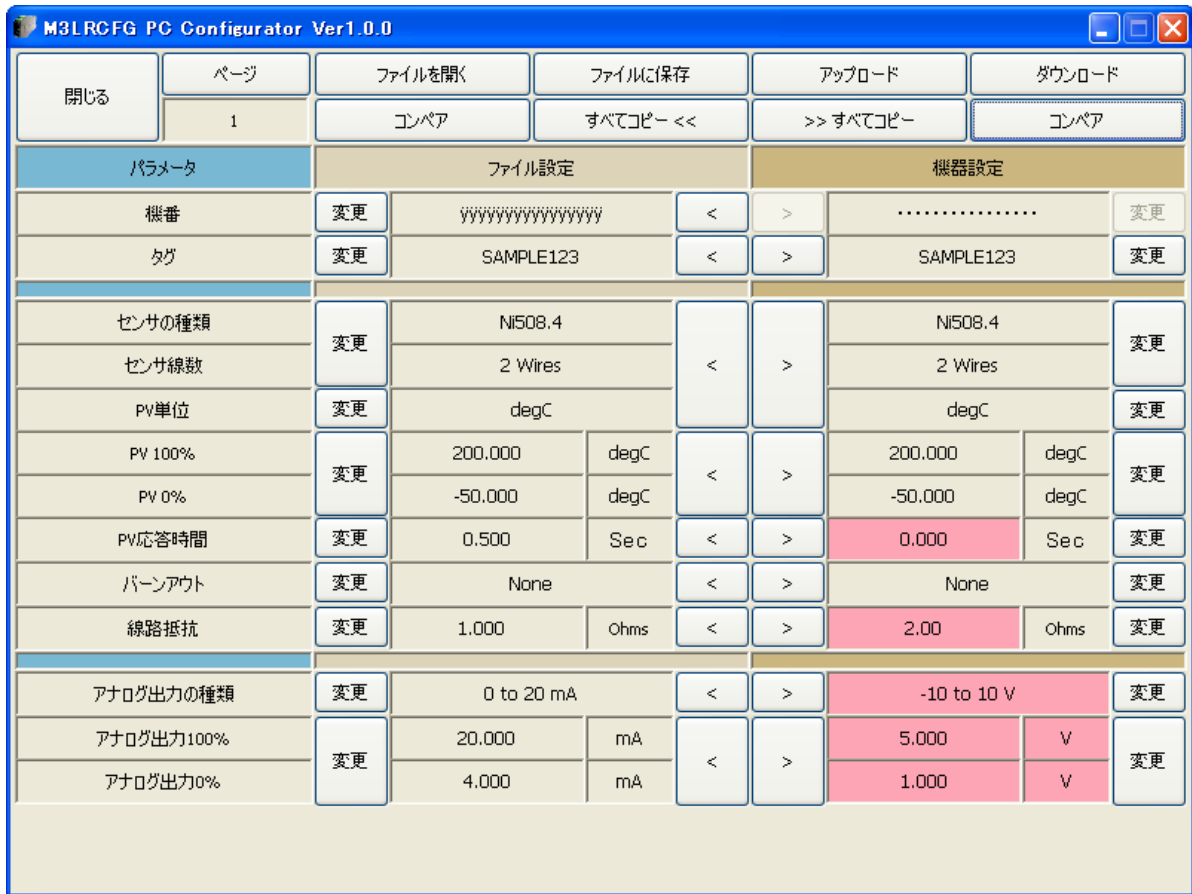 M3LRCFG PC Configurator Ver1.0.0
閉じる ページ ファイルを開く ファイルに保存 アップロード ダウンロード
1 コンペア すべてコピー << >> すべてコピー コンペア
パラメータ ファイル設定 機器設定
機番 変更 ÿÿÿÿÿÿÿÿÿÿÿÿÿÿÿÿ < > ················ 変更
タグ 変更 SAMPLE123 < > SAMPLE123 変更
センサの種類 変更 Ni508.4 < > Ni508.4 変更
センサ線数 2 Wires 2 Wires
PV単位 変更 degC degC 変更
PV 100% 変更 200.000 degC < > 200.000 degC 変更
PV 0% -50.000 degC -50.000 degC
PV応答時間 変更 0.500 Sec < > 0.000 Sec 変更
バーンアウト 変更 None < > None 変更
線路抵抗 変更 1.000 Ohms < > 2.00 Ohms 変更
アナログ出力の種類 変更 0 to 20 mA < > -10 to 10 V 変更
アナログ出力100% 変更 20.000 mA < > 5.000 V 変更
アナログ出力0% 4.000 mA 1.000 V